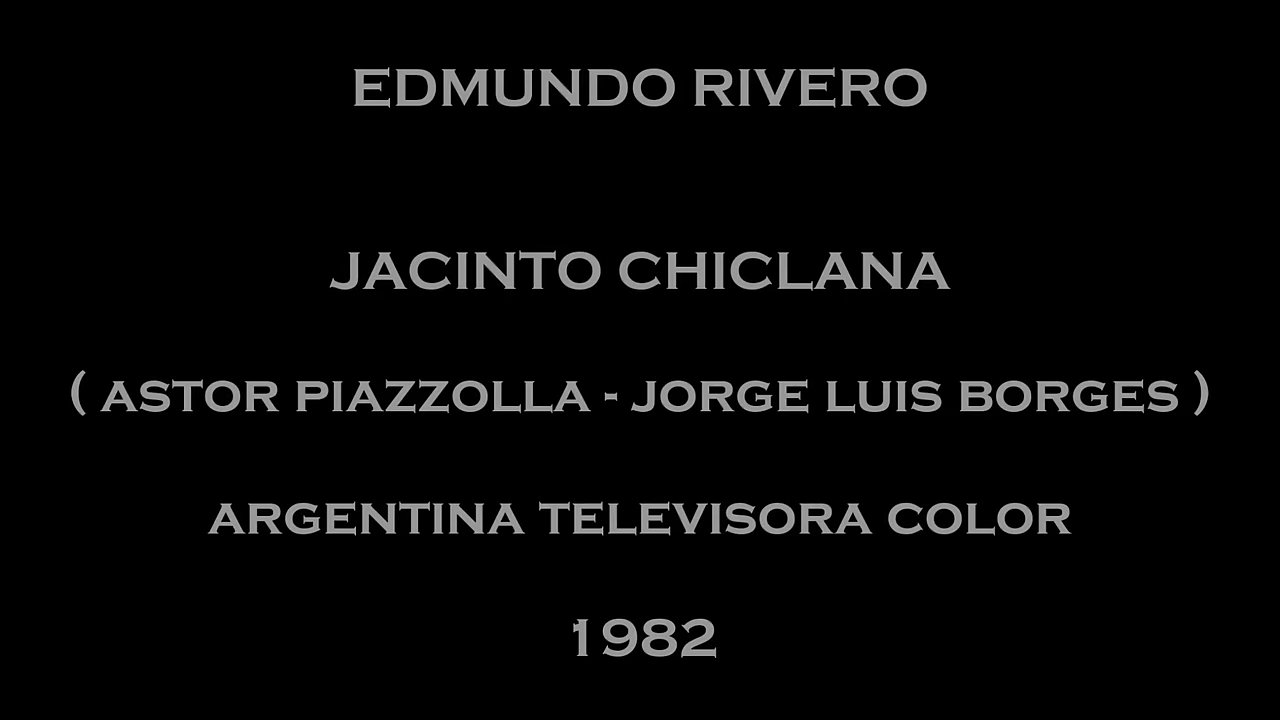 EDMUNDO RIVERO
JACINTO CHICLANA
( ASTOR PIAZZOLLA - JORGE LUIS BORGES )
ARGENTINA TELEVISORA COLOR
1982